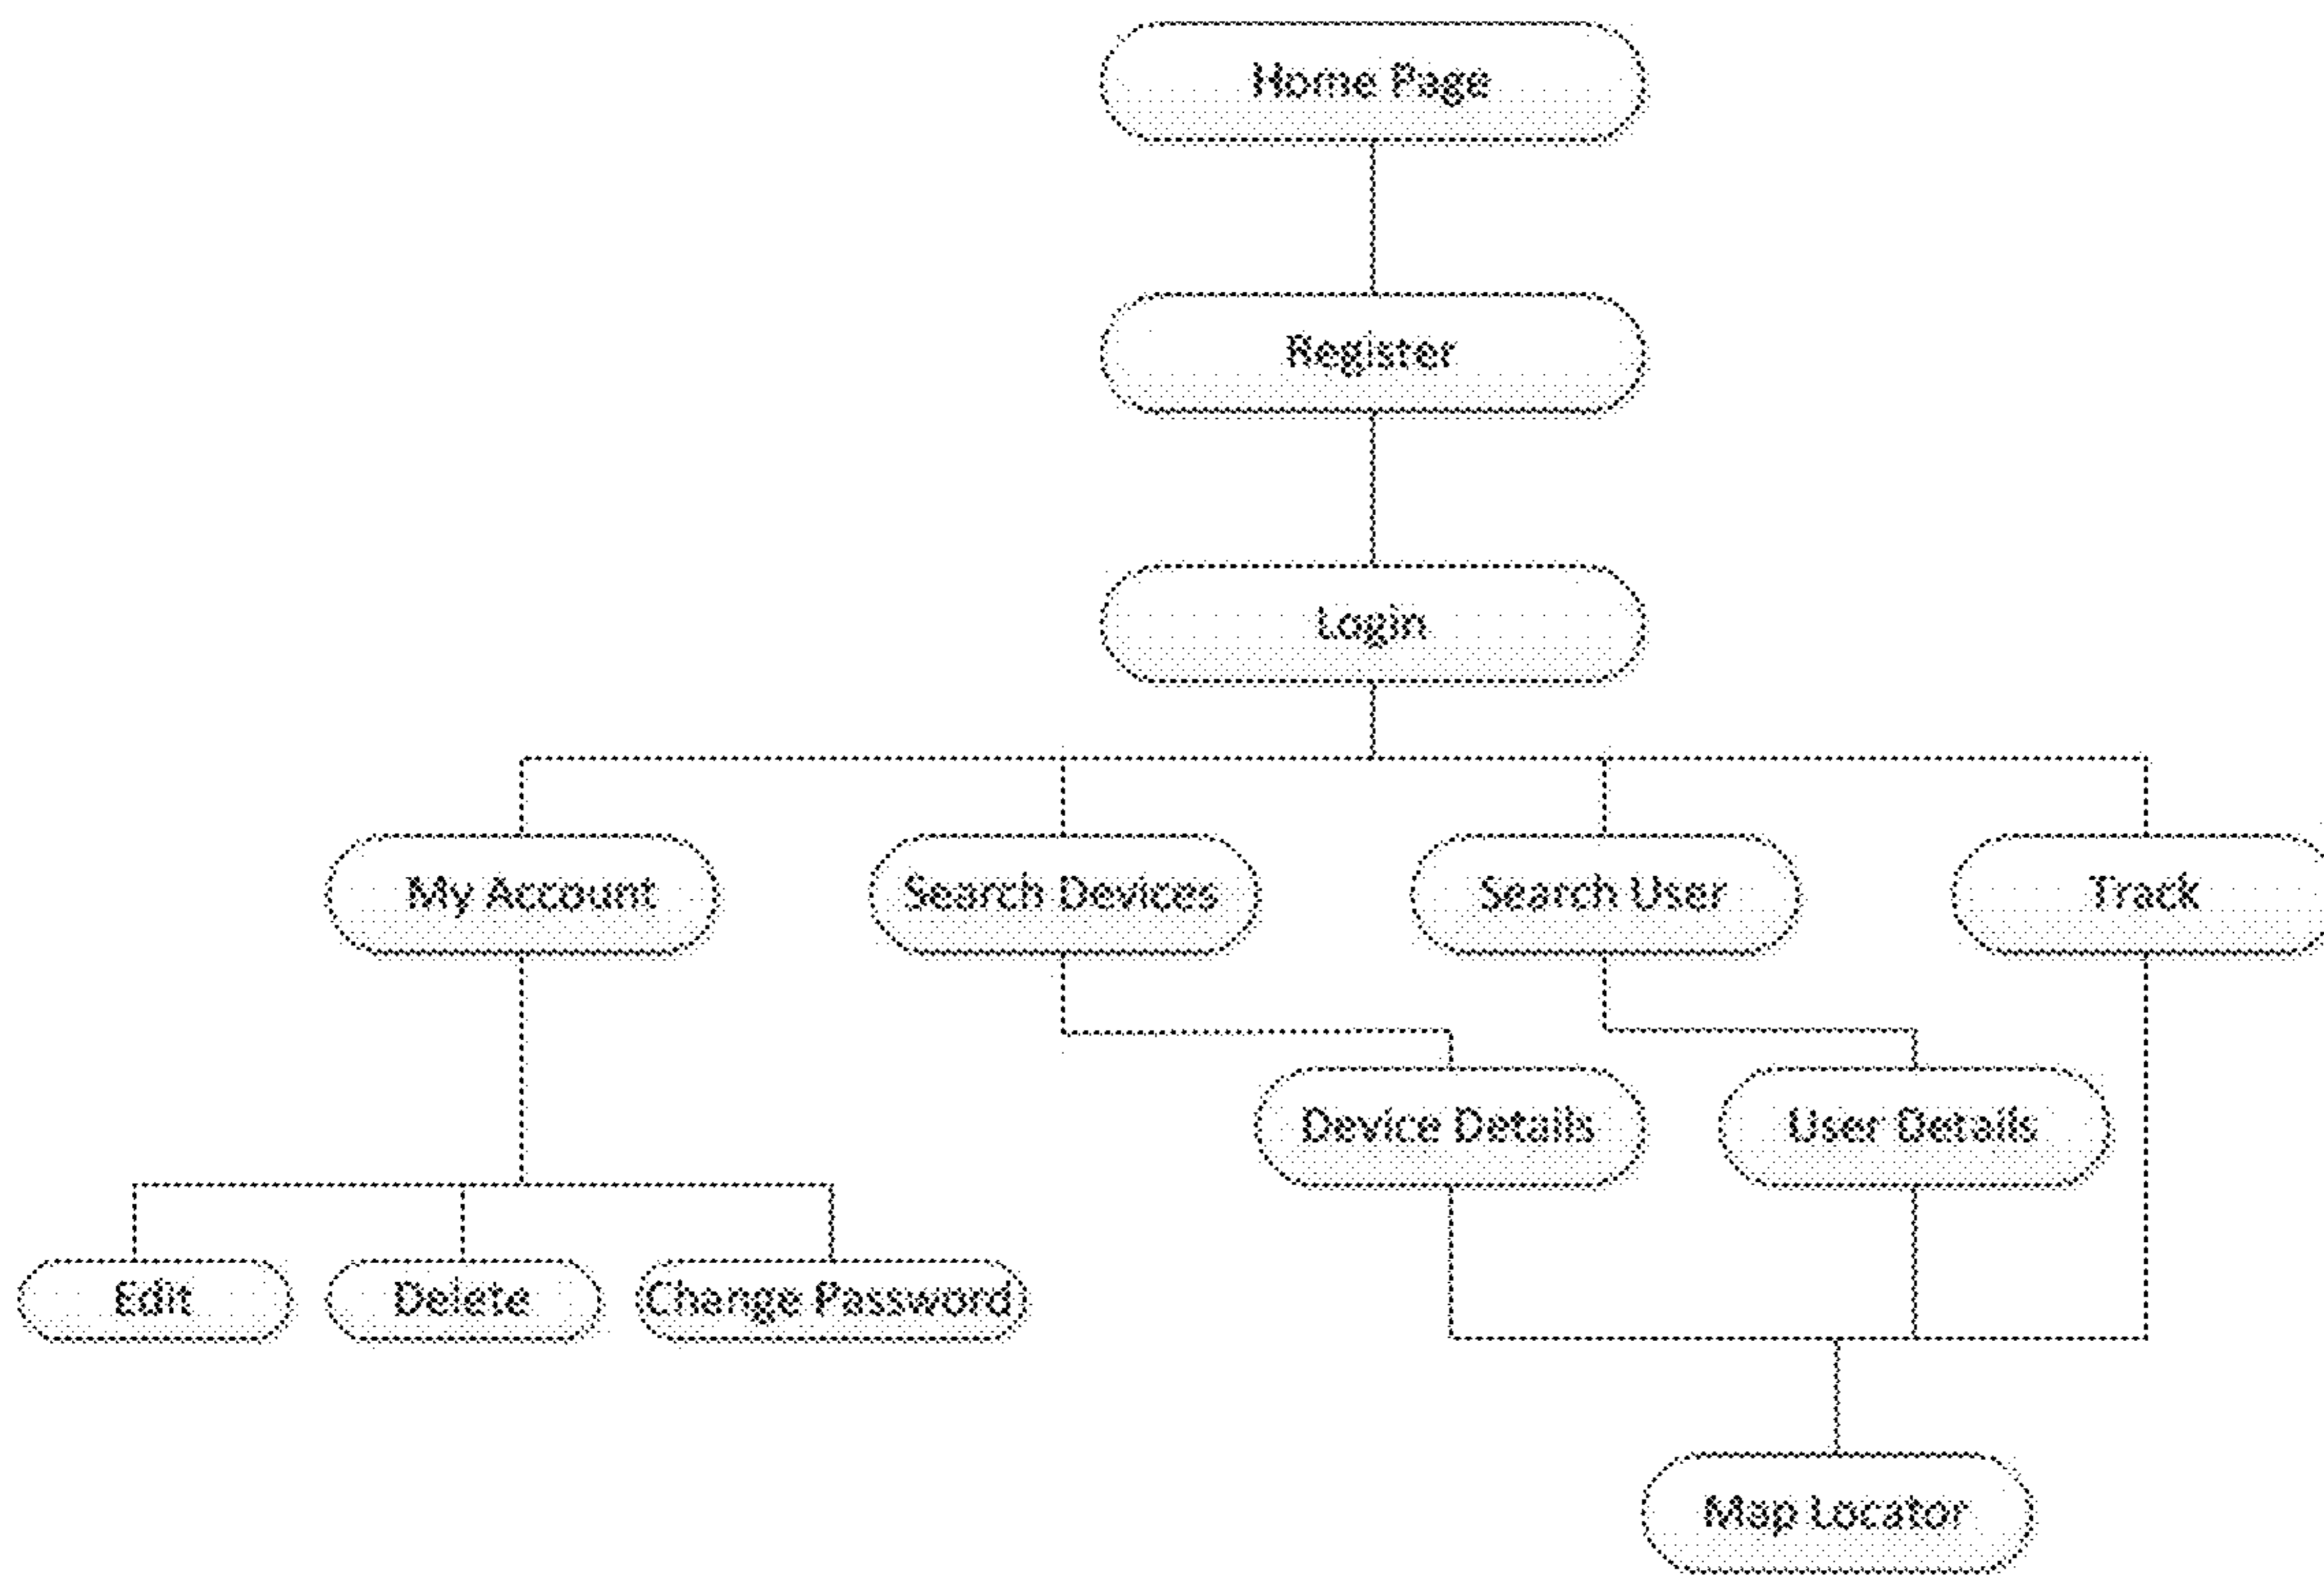 Home Page
Register
Login
My Account
Search Devices
Search User
Track
Device Details
User Details
Edit
Delete
Change Password
Map Locator